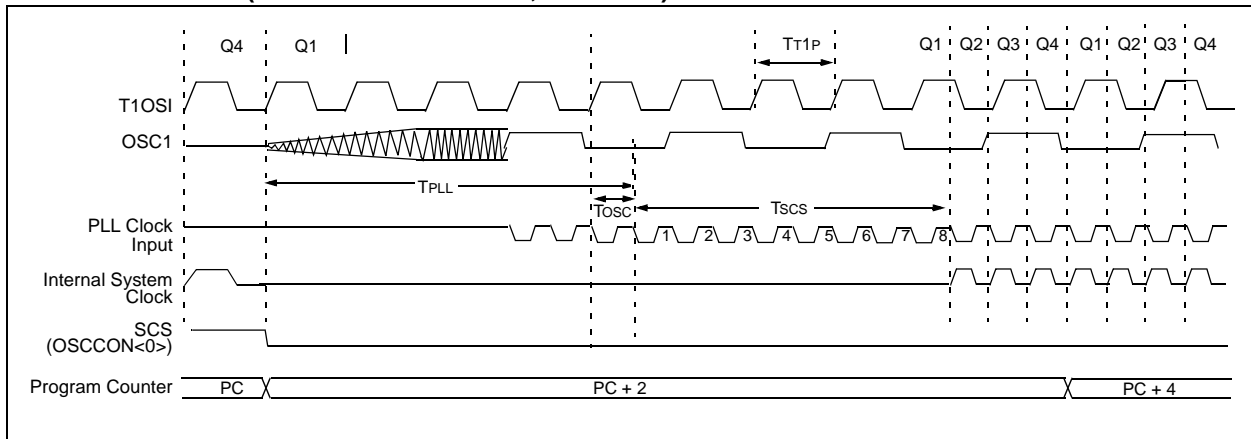 Q4 Q1 TT1P Q1 Q2 Q3 Q4 Q1 Q2 Q3 Q4
T1OSI
OSC1
TPLL
TOSC TSCS
PLL Clock
Input
1 2 3 4 5 6 7 8
Internal System
Clock
SCS
(OSCCON<0>)
Program Counter PC PC + 2 PC + 4